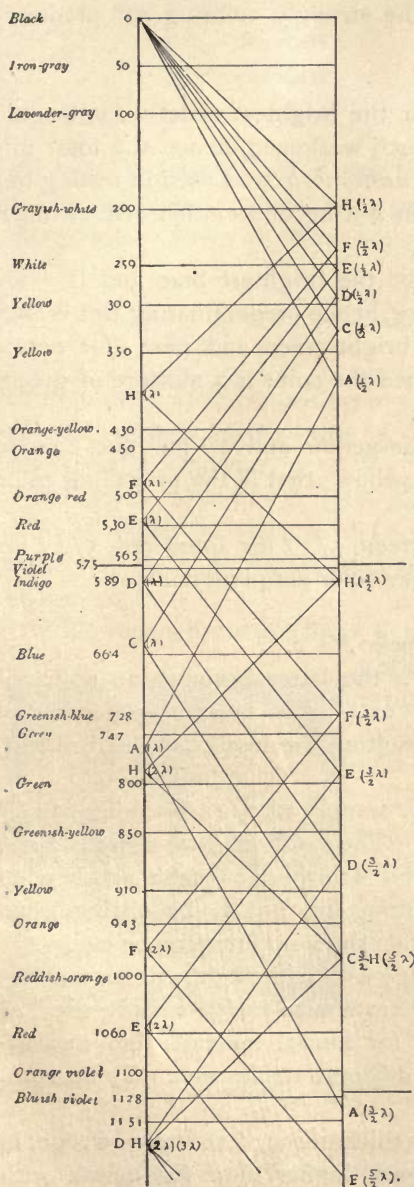 Black 0
Iron-gray 50
Lavender-gray 100
Grayish-white 200 H (½λ)
F (½λ)
White 259 E (½λ)
D (½λ)
Yellow 300
C (½λ)
Yellow 350
A (½λ)
H (λ)
Orange-yellow. 430
Orange 450
F (λ)
Orange red 500
E (λ)
Red 530
Purple 565
Violet 575
Indigo 589 D (λ) H (3/2 λ)
C (λ)
Blue 664
Greenish-blue 728 F (3/2 λ)
Green 747
A (λ)
H (2λ) E (3/2 λ)
Green 800
Greenish-yellow 850
D (3/2 λ)
Yellow 910
Orange 943
F (2λ) C 3/2-H (5/2 λ)
Reddish-orange 1000
E (2λ)
Red 1060
Orange violet 1100
Bluish violet 1128
A (3/2 λ)
1151
D H (2λ)(3λ)
E (5/2 λ).